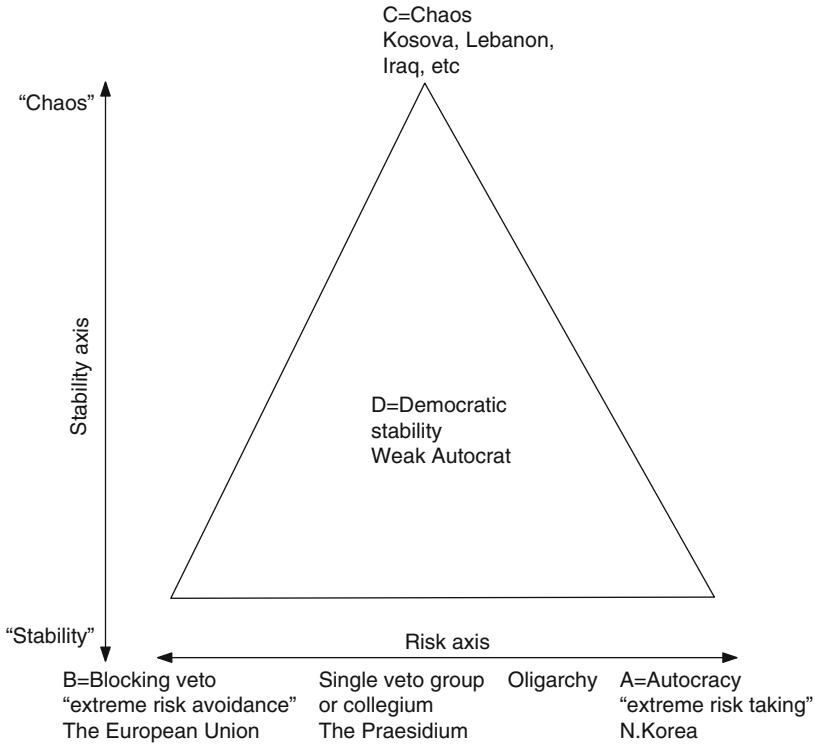 C=Chaos
Kosova, Lebanon,
Iraq, etc
“Chaos”
Stability axis
D=Democratic
stability
Weak Autocrat
“Stability”
Risk axis
B=Blocking veto
“extreme risk avoidance”
The European Union
Single veto group
or collegium
The Praesidium
Oligarchy
A=Autocracy
“extreme risk taking”
N.Korea